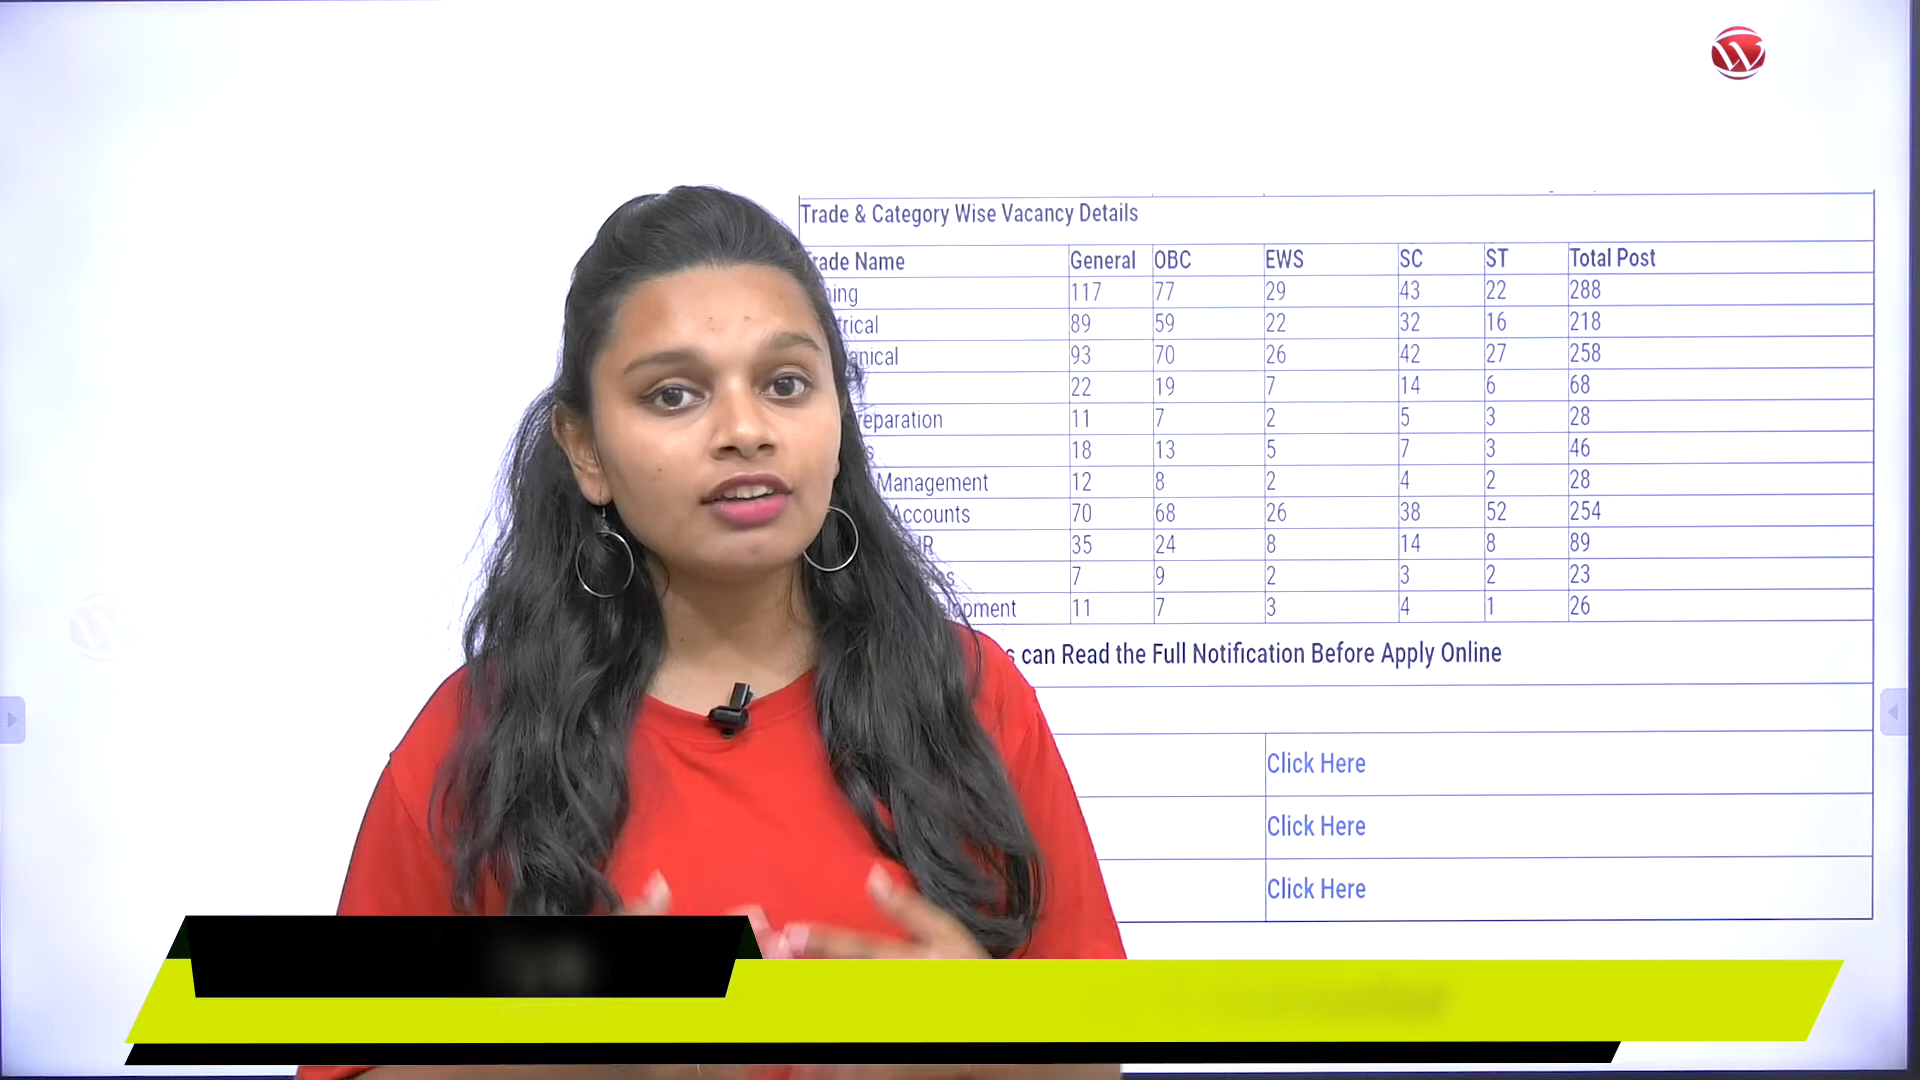 W
Trade & Category Wise Vacancy Details
Name General OBC EWS SC ST Total Post
117 77 29 43 22 288
89 59 22 32 16 218
93 70 26 42 27 258
22 19 7 14 6 68
11 7 2 5 3 28
18 13 5 7 3 46
Management 12 8 2 4 2 28
Accounts 70 68 26 38 52 254
35 24 8 14 8 89
7 9 2 3 2 23
11 7 3 4 1 26
can Read the Full Notification Before Apply Online
Click Here
Click Here
Click Here